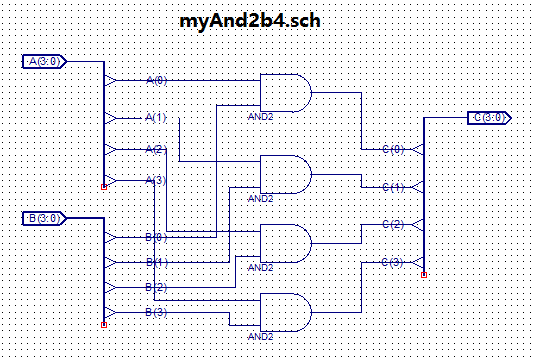 myAnd2b4.sch
A(3:0)
A(0)
A(1)
AND2
C(3:0)
A(2)
C(0)
A(3)
C(1)
AND2
B(3:0)
C(2)
B(0)
B(1)
C(3)
AND2
B(2)
B(3)
AND2